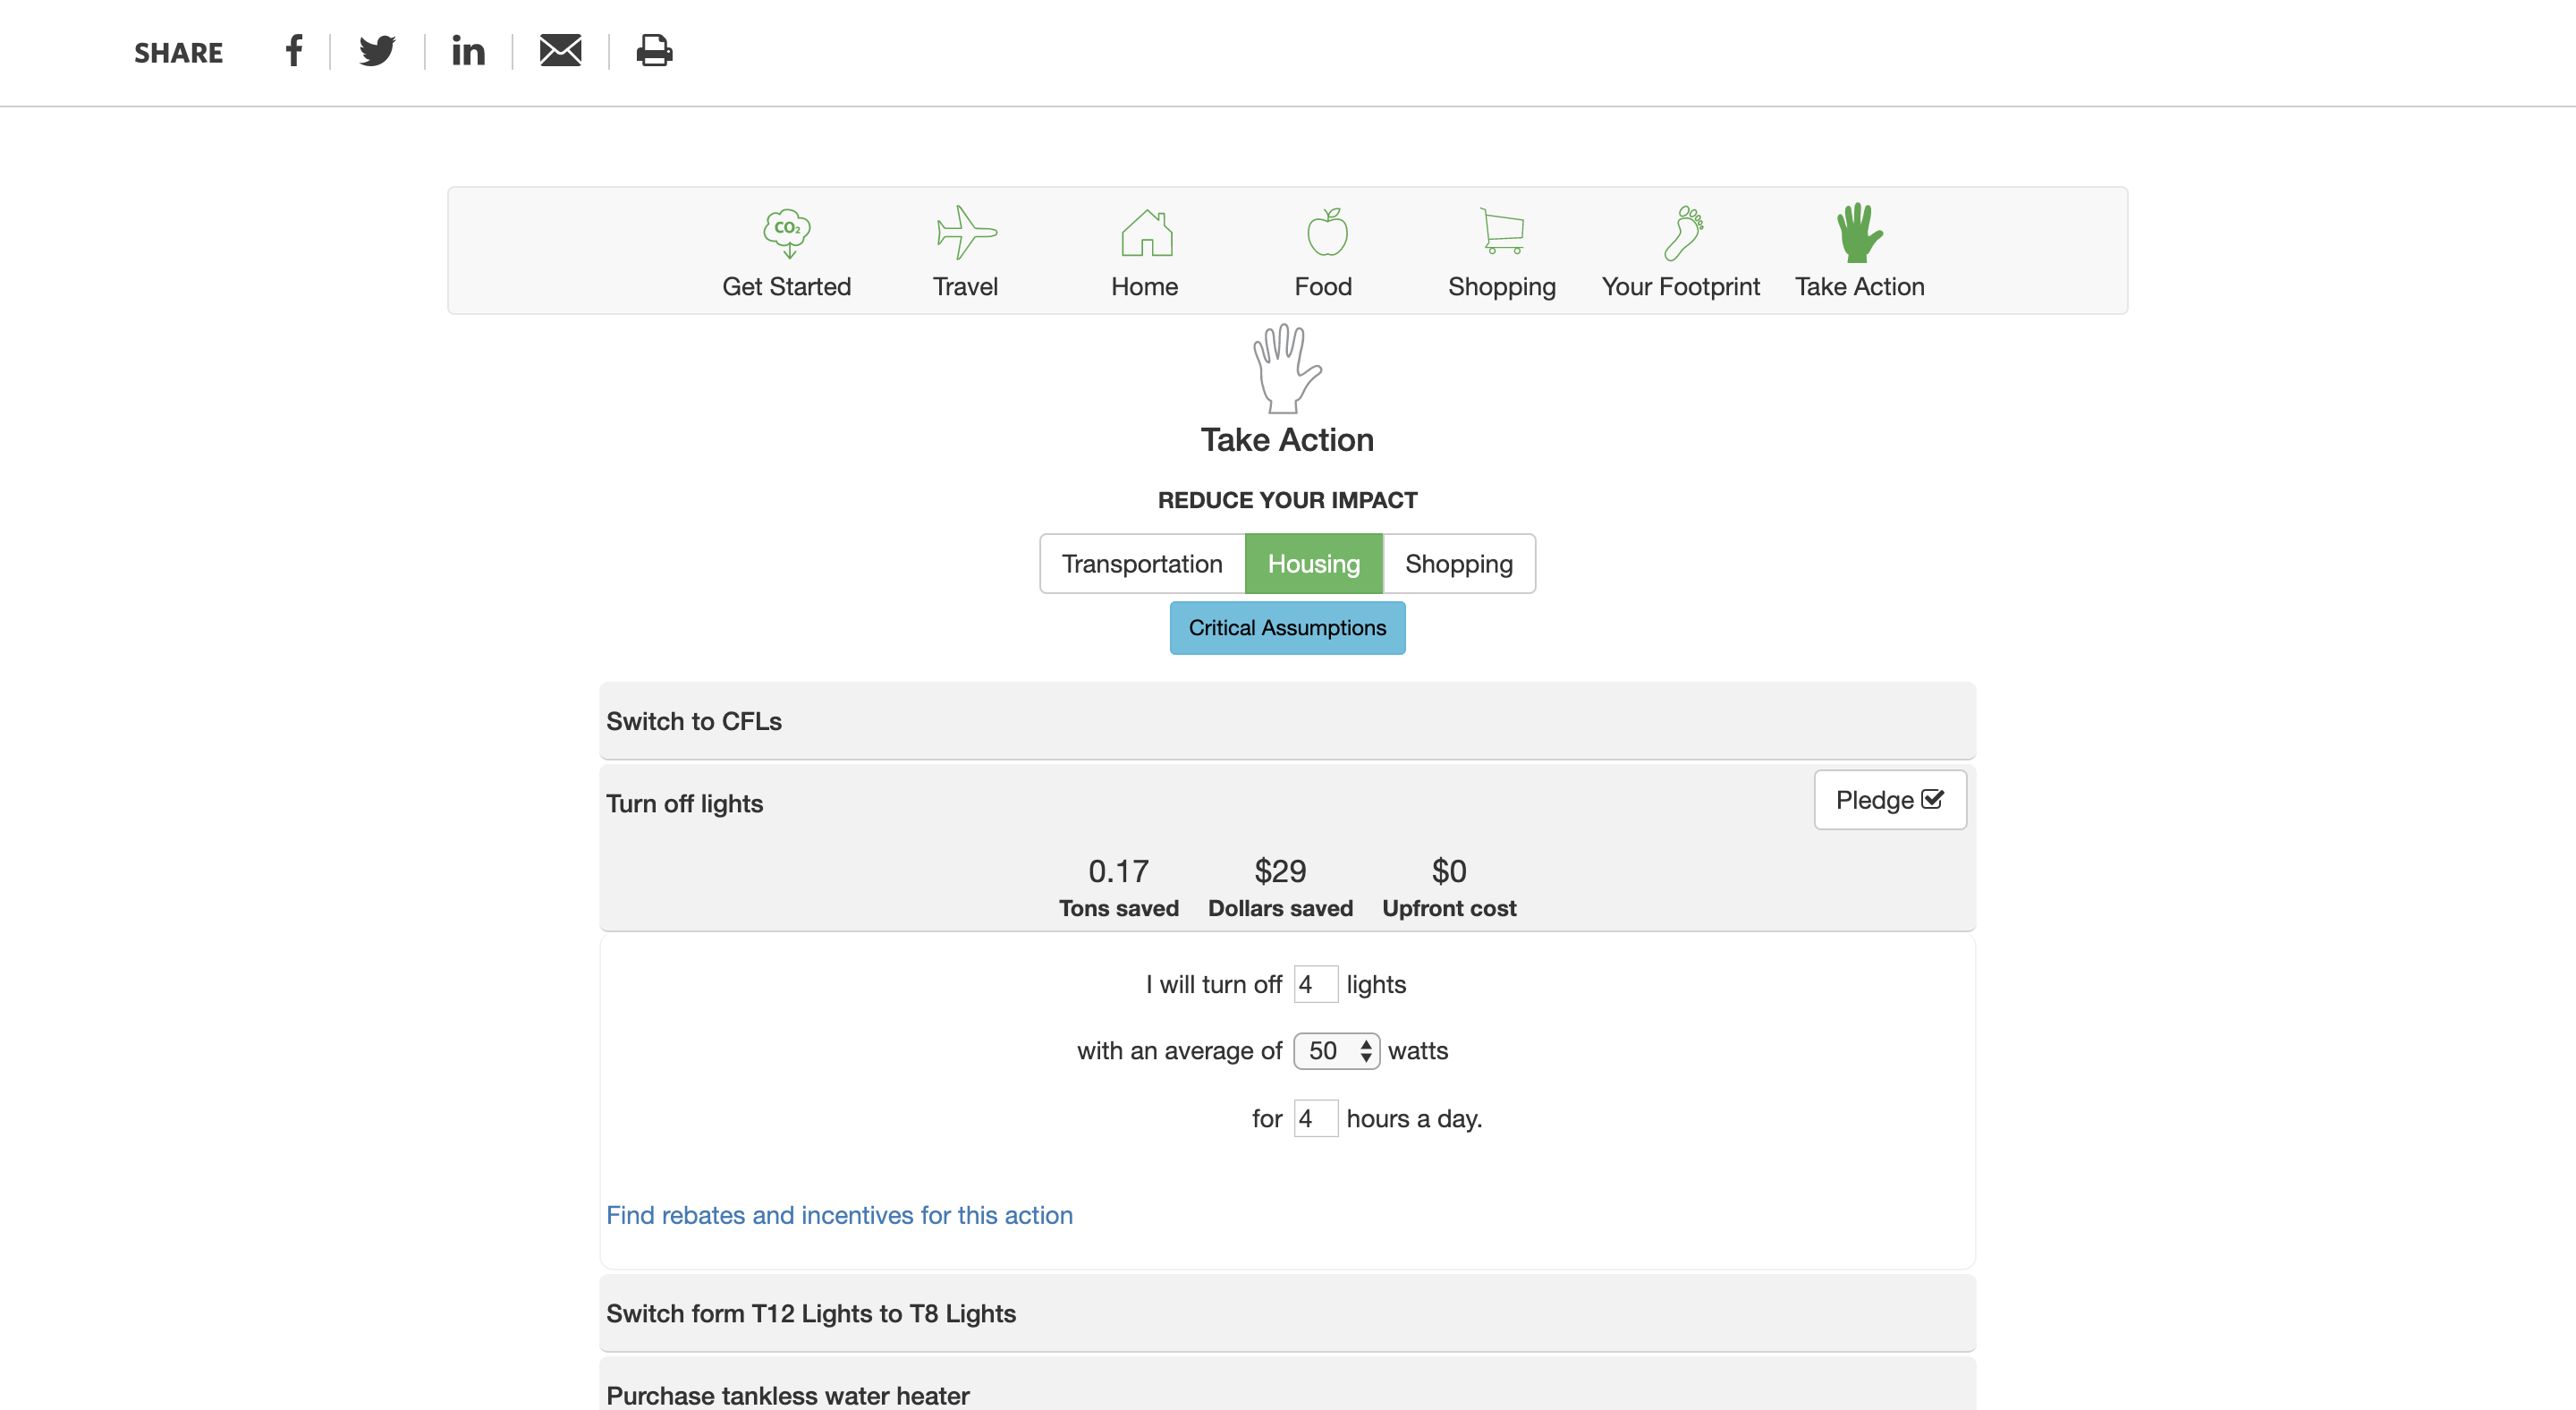 SHARE
CO₂
Get Started Travel Home Food Shopping Your Footprint Take Action
Take Action
REDUCE YOUR IMPACT
Transportation Housing Shopping
Critical Assumptions
Switch to CFLs
Turn off lights
Pledge
0.17 $29 $0
Tons saved Dollars saved Upfront cost
I will turn off 4 lights
with an average of 50 watts
for 4 hours a day.
Find rebates and incentives for this action
Switch form T12 Lights to T8 Lights
Purchase tankless water heater